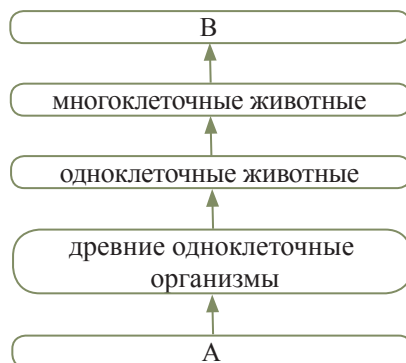 В
многоклеточные животные
одноклеточные животные
древние одноклеточные
организмы
А